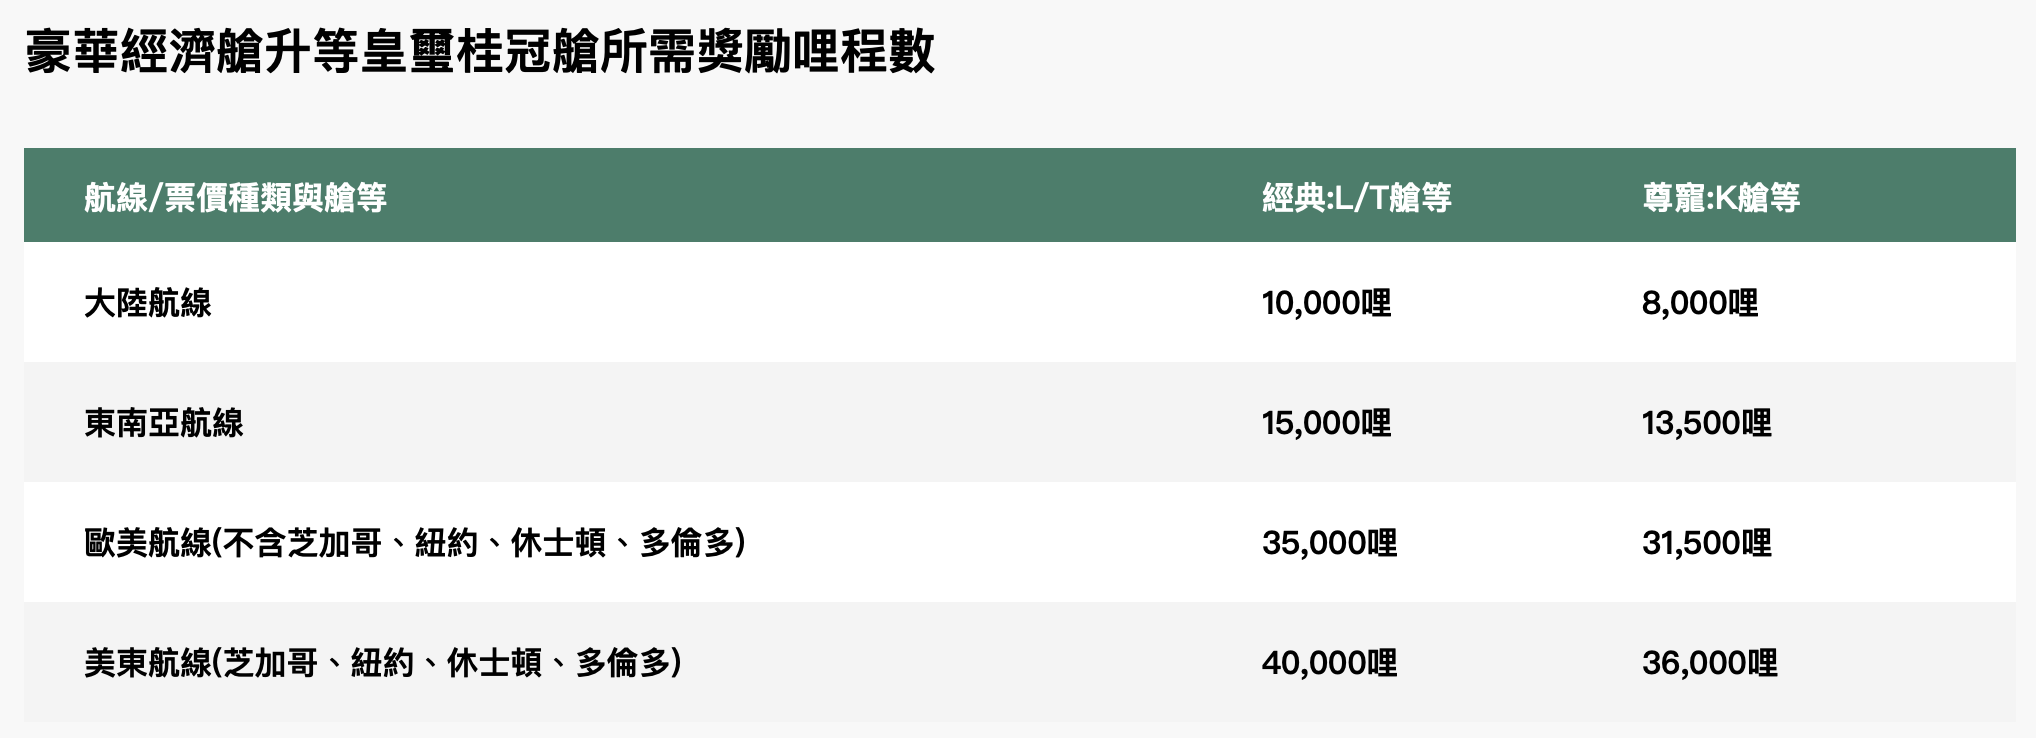 豪華經濟艙升等皇璽桂冠艙所需獎勵哩程數
航線/票價種類與艙等 經典:L/T艙等 尊寵:K艙等
大陸航線 10,000哩 8,000哩
東南亞航線 15,000哩 13,500哩
歐美航線(不含芝加哥、紐約、休士頓、多倫多) 35,000哩 31,500哩
美東航線(芝加哥、紐約、休士頓、多倫多) 40,000哩 36,000哩